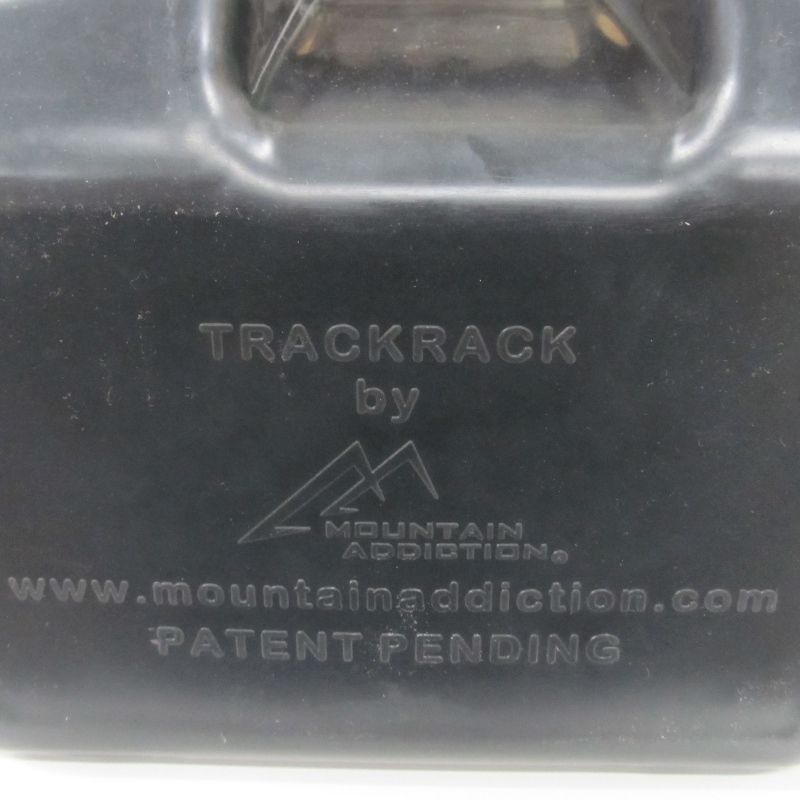 TRACKRACK
by
MOUNTAIN
ADDICTION®
www.mountainaddiction.com
PATENT PENDING